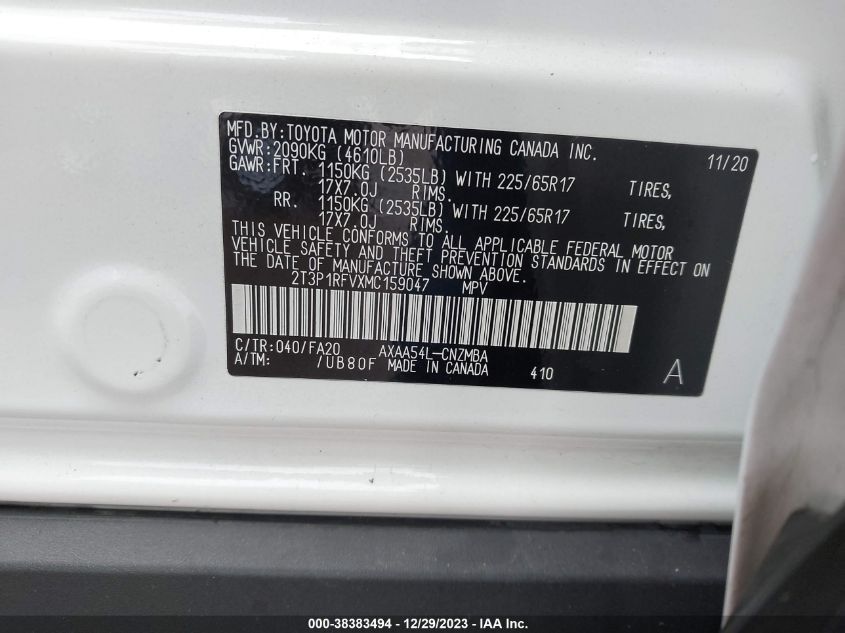 MFD.BY:TOYOTA MOTOR MANUFACTURING CANADA INC. 11/20
GVWR:2090KG (4610LB)
GAWR:FRT. 1150KG (2535LB) WITH 225/65R17 TIRES,
17X7.0J RIMS.
RR. 1150KG (2535LB) WITH 225/65R17 TIRES,
17X7.0J RIMS.
THIS VEHICLE CONFORMS TO ALL APPLICABLE FEDERAL MOTOR
VEHICLE SAFETY AND THEFT PREVENTION STANDARDS IN EFFECT ON
THE DATE OF MANUFACTURE SHOWN ABOVE.
2T3P1RFVXMC159047 MPV
C/TR:040/FA20 AXAA54L-CNZMBA
A/TM: /UB80F MADE IN CANADA 410 A
000-38383494 - 12/29/2023 - IAA Inc.